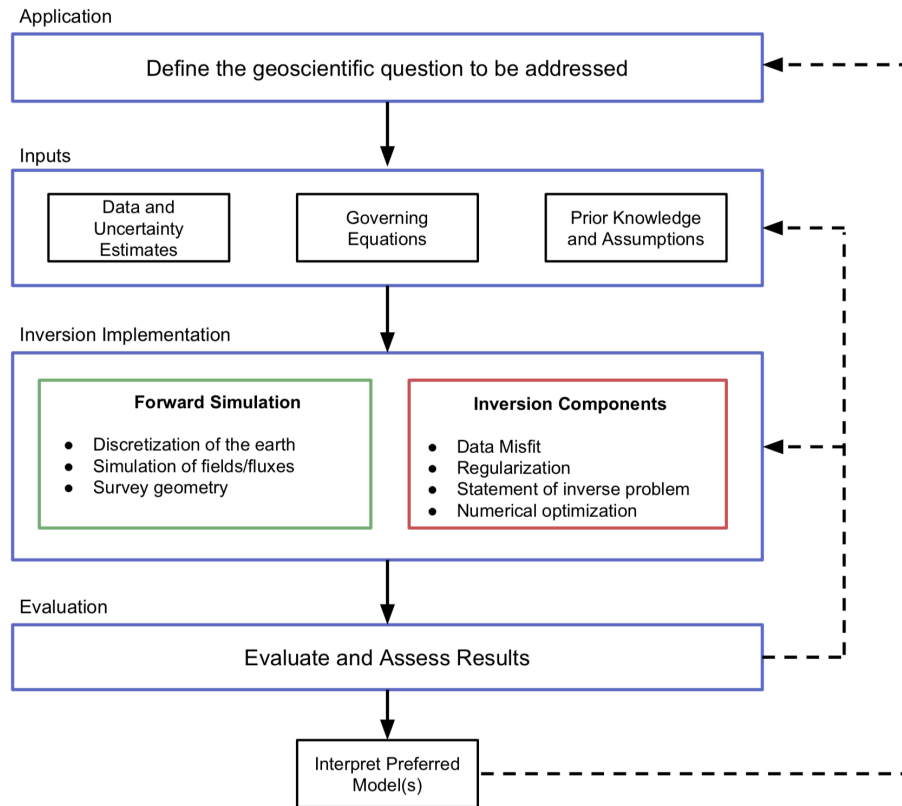 Application
Define the geoscientific question to be addressed
Inputs
Data and
Uncertainty
Estimates
Governing
Equations
Prior Knowledge
and Assumptions
Inversion Implementation
Forward Simulation
● Discretization of the earth
● Simulation of fields/fluxes
● Survey geometry
Inversion Components
● Data Misfit
● Regularization
● Statement of inverse problem
● Numerical optimization
Evaluation
Evaluate and Assess Results
Interpret Preferred
Model(s)